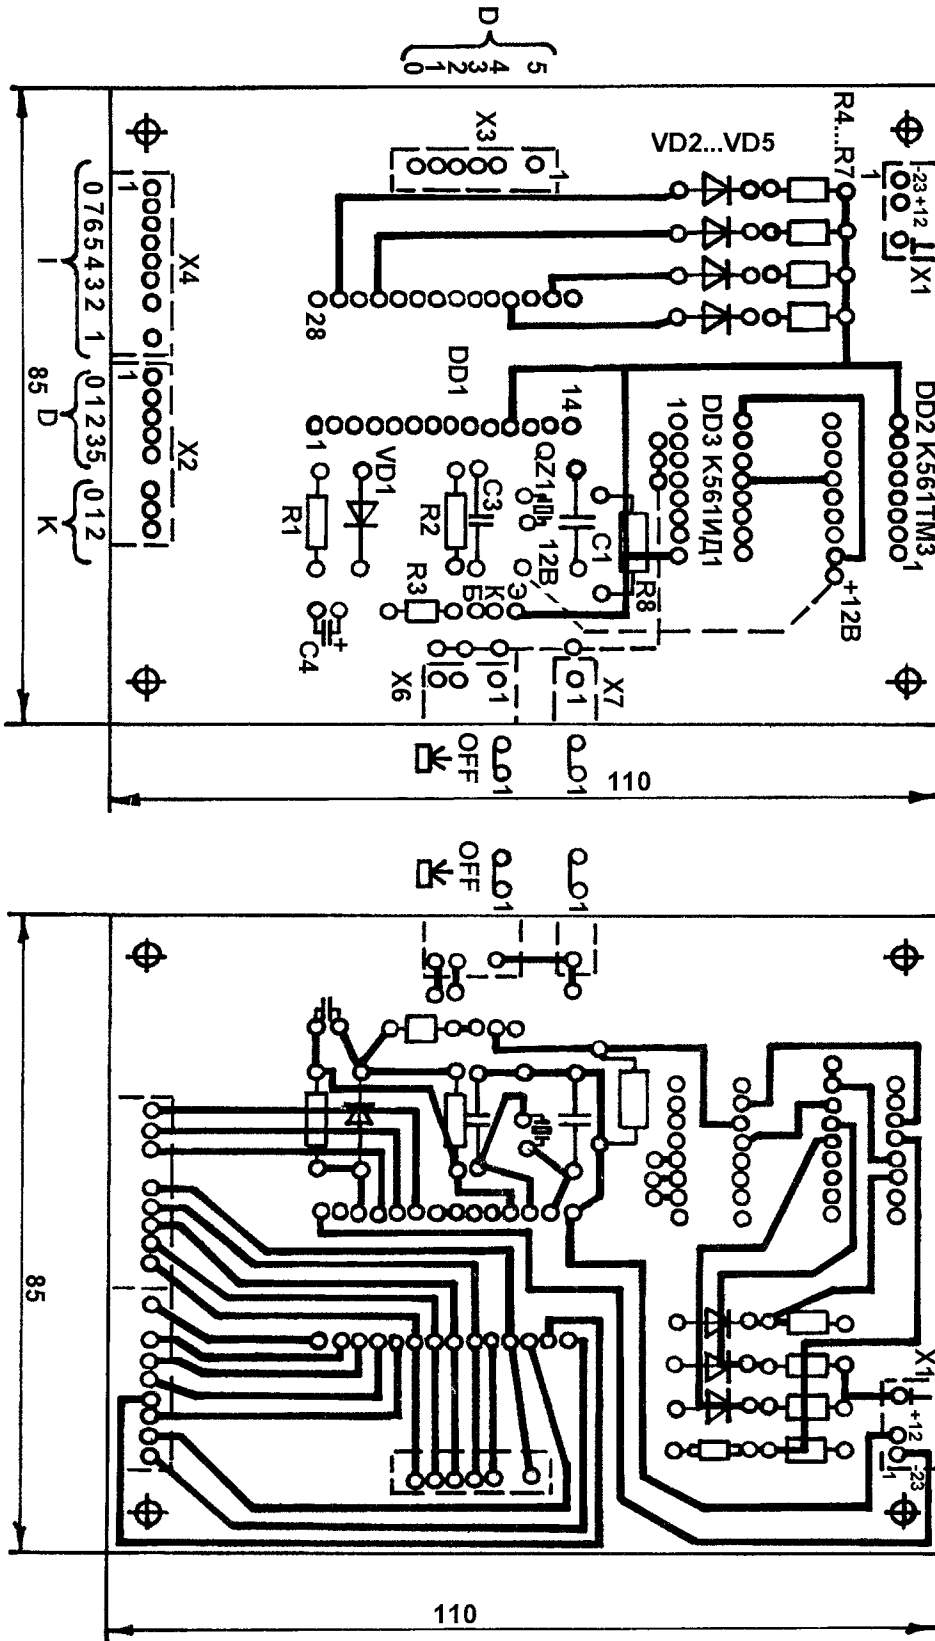 D
5
4
3
2
1
0
X3
1
VD2...VD5
R4...R7
-23 +12
1
X1
X4
1
0 7 6 5 4 3 2 1
I
28
DD1
14
1
X2
1
0 1 2 3 5
D
0 1 2
K
85
VD1
R1
R2
C3
QZ1
12В
C1
R8
R3
Б
К
Э
C4
+
X6
1
X7
1
1
DD3 К561ИД1
DD2 К561ТМ3
1
+12В
OFF
1
1
110
OFF
1
1
85
X1
+12
-23
1
110